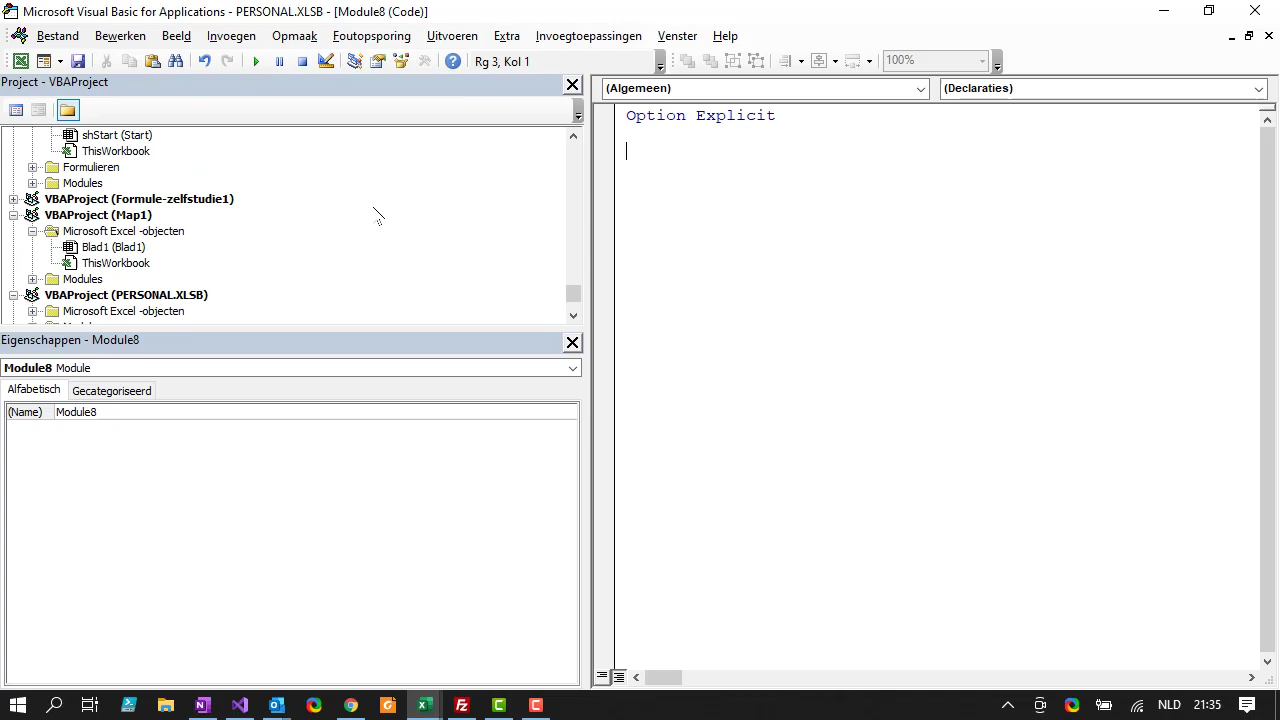 Microsoft Visual Basic for Applications - PERSONAL.XLSB - [Module8 (Code)]
Bestand Bewerken Beeld Invoegen Opmaak Foutopsporing Uitvoeren Extra Invoegtoepassingen Venster Help
Rg 3, Kol 1
100%
Project - VBAProject
(Algemeen)
(Declaraties)
Option Explicit
shStart (Start)
ThisWorkbook
Formulieren
Modules
VBAProject (Formule-zelfstudie1)
VBAProject (Map1)
Microsoft Excel -objecten
Blad1 (Blad1)
ThisWorkbook
Modules
VBAProject (PERSONAL.XLSB)
Microsoft Excel -objecten
Eigenschappen - Module8
Module8 Module
Alfabetisch Gecategoriseerd
(Name) Module8
NLD 21:35